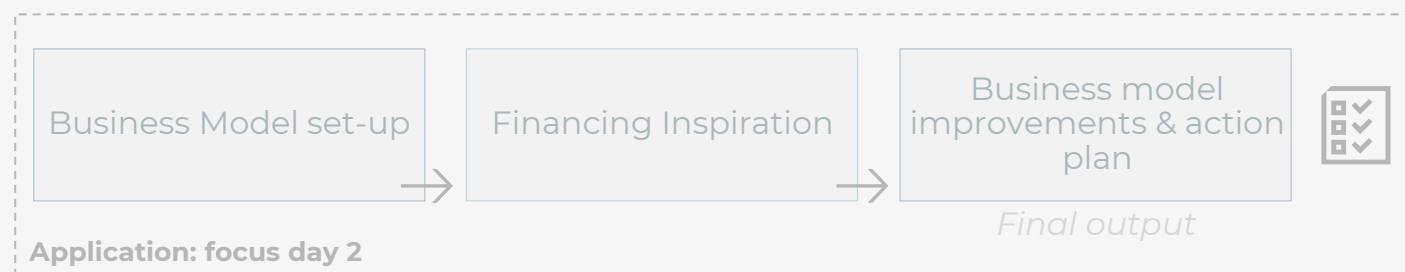 Business Model set-up
Financing Inspiration
Business model
improvements & action
plan
Final output
Application: focus day 2